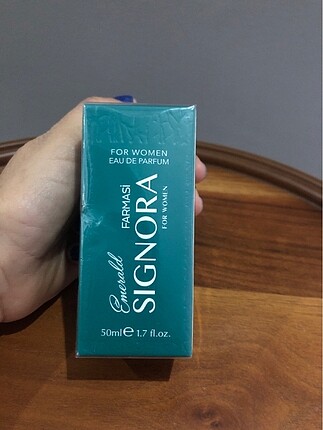 FOR WOMEN
EAU DE PARFUM
FARMASİ
Emerald
SIGNORA
FOR WOMEN
50ml℮ 1.7 fl.oz.